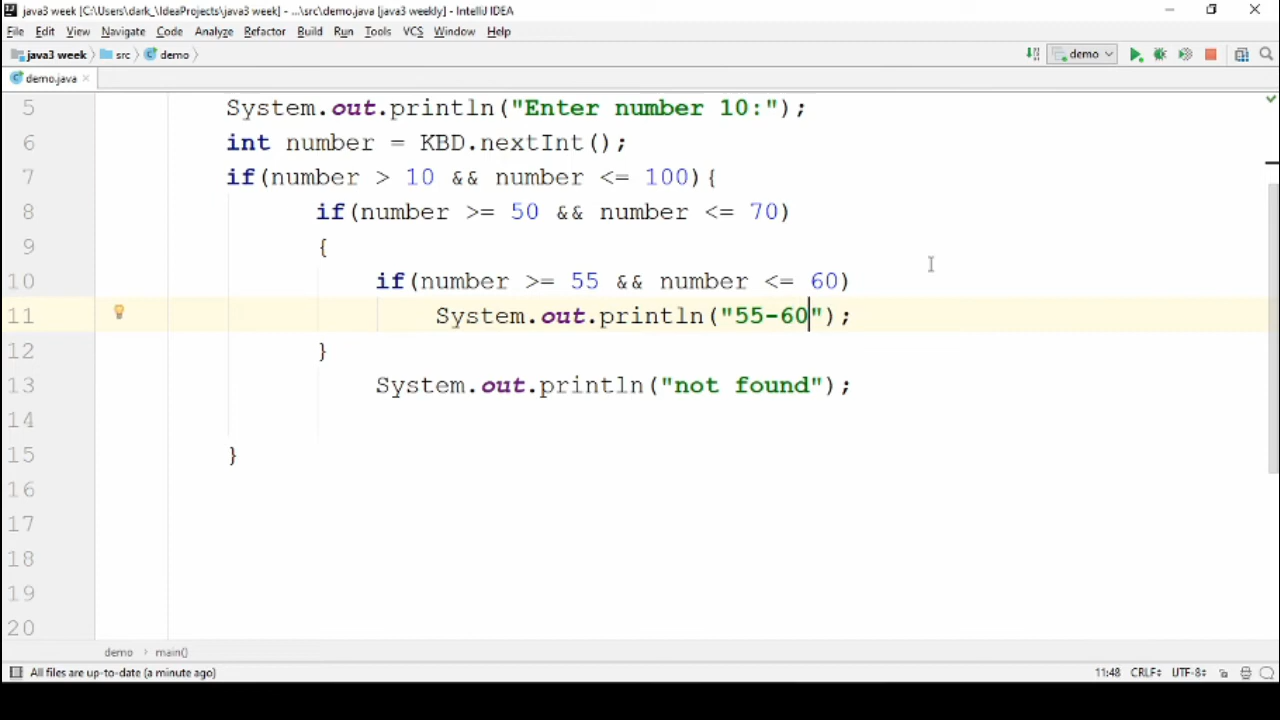 java3 week [C:\Users\dark_\IdeaProjects\java3 week] - ...\src\demo.java [java3 weekly] - IntelliJ IDEA
File Edit View Navigate Code Analyze Refactor Build Run Tools VCS Window Help
java3 week src demo demo
demo.java
5 System.out.println("Enter number 10:");
6 int number = KBD.nextInt();
7 if(number > 10 && number <= 100){
8 if(number >= 50 && number <= 70)
9 {
10 if(number >= 55 && number <= 60)
11 System.out.println("55-60");
12 }
13 System.out.println("not found");
14
15 }
16
17
18
19
20
demo › main()
All files are up-to-date (a minute ago) 11:48 CRLF÷ UTF-8÷